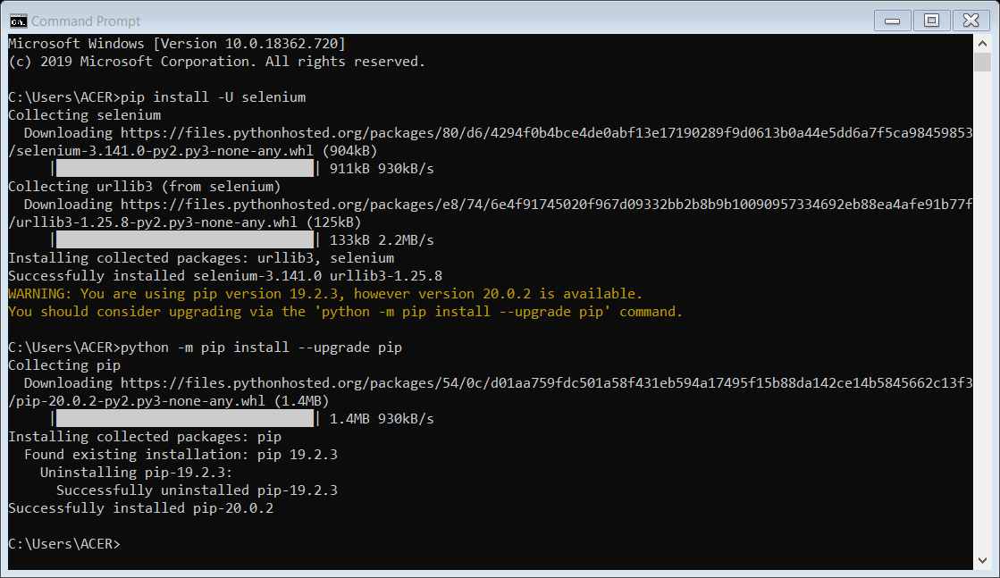 Command Prompt
Microsoft Windows [Version 10.0.18362.720]
(c) 2019 Microsoft Corporation. All rights reserved.
C:\Users\ACER>pip install -U selenium
Collecting selenium
Downloading https://files.pythonhosted.org/packages/80/d6/4294f0b4bce4de0abf13e17190289f9d0613b0a44e5dd6a7f5ca98459853
/selenium-3.141.0-py2.py3-none-any.whl (904kB)
| | 911kB 930kB/s
Collecting urllib3 (from selenium)
Downloading https://files.pythonhosted.org/packages/e8/74/6e4f91745020f967d09332bb2b8b9b10090957334692eb88ea4afe91b77f
/urllib3-1.25.8-py2.py3-none-any.whl (125kB)
| | 133kB 2.2MB/s
Installing collected packages: urllib3, selenium
Successfully installed selenium-3.141.0 urllib3-1.25.8
WARNING: You are using pip version 19.2.3, however version 20.0.2 is available.
You should consider upgrading via the 'python -m pip install --upgrade pip' command.
C:\Users\ACER>python -m pip install --upgrade pip
Collecting pip
Downloading https://files.pythonhosted.org/packages/54/0c/d01aa759fdc501a58f431eb594a17495f15b88da142ce14b5845662c13f3
/pip-20.0.2-py2.py3-none-any.whl (1.4MB)
| | 1.4MB 930kB/s
Installing collected packages: pip
Found existing installation: pip 19.2.3
Uninstalling pip-19.2.3:
Successfully uninstalled pip-19.2.3
Successfully installed pip-20.0.2
C:\Users\ACER>